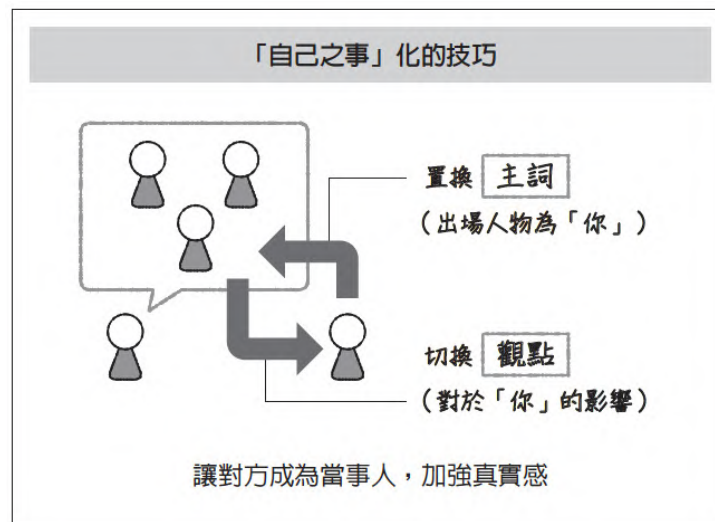 「自己之事」化的技巧
置換 主詞
(出場人物為「你」)
切換 觀點
(對於「你」的影響)
讓對方成為當事人,加強真實感